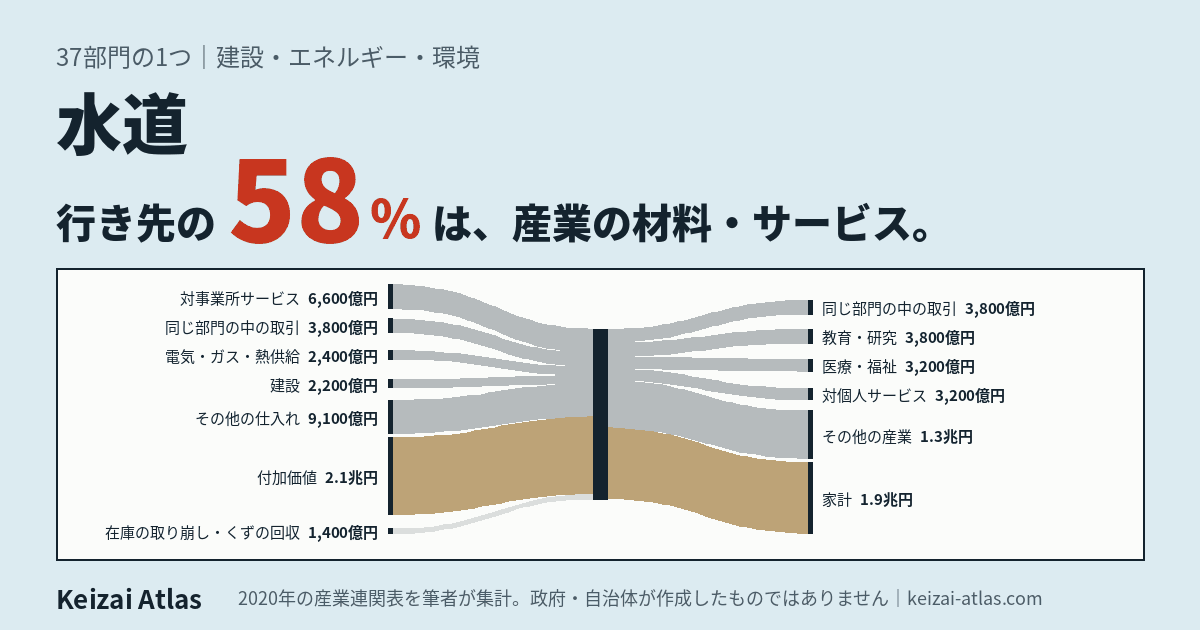 37部門の1つ｜建設・エネルギー・環境
水道
行き先の 58% は、産業の材料・サービス。
対事業所サービス 6,600億円
同じ部門の中の取引 3,800億円
電気・ガス・熱供給 2,400億円
建設 2,200億円
その他の仕入れ 9,100億円
付加価値 2.1兆円
在庫の取り崩し・くずの回収 1,400億円
同じ部門の中の取引 3,800億円
教育・研究 3,800億円
医療・福祉 3,200億円
対個人サービス 3,200億円
その他の産業 1.3兆円
家計 1.9兆円
Keizai Atlas 2020年の産業連関表を筆者が集計。政府・自治体が作成したものではありません｜keizai-atlas.com